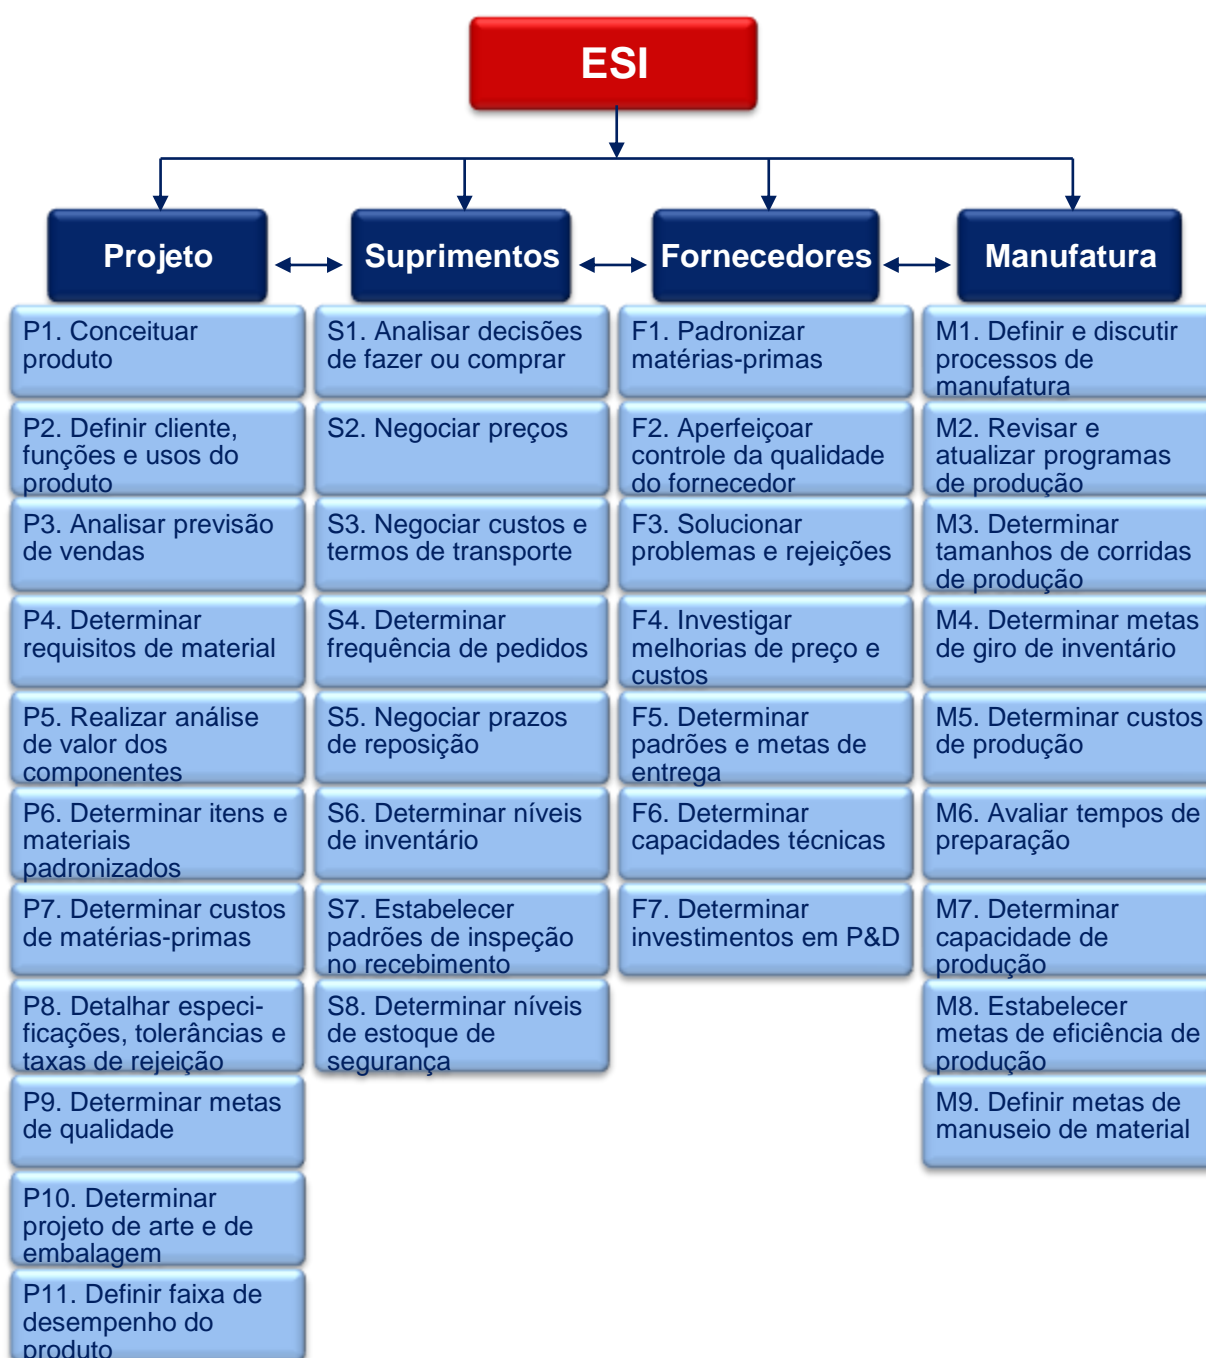 ESI
Projeto
Suprimentos
Fornecedores
Manufatura
P1. Conceituar
produto
P2. Definir cliente,
funções e usos do
produto
P3. Analisar previsão
de vendas
P4. Determinar
requisitos de material
P5. Realizar análise
de valor dos
componentes
P6. Determinar itens e
materiais
padronizados
P7. Determinar custos
de matérias-primas
P8. Detalhar especi-
ficações, tolerâncias e
taxas de rejeição
P9. Determinar metas
de qualidade
P10. Determinar
projeto de arte e de
embalagem
P11. Definir faixa de
desempenho do
produto
S1. Analisar decisões
de fazer ou comprar
S2. Negociar preços
S3. Negociar custos e
termos de transporte
S4. Determinar
frequência de pedidos
S5. Negociar prazos
de reposição
S6. Determinar níveis
de inventário
S7. Estabelecer
padrões de inspeção
no recebimento
S8. Determinar níveis
de estoque de
segurança
F1. Padronizar
matérias-primas
F2. Aperfeiçoar
controle da qualidade
do fornecedor
F3. Solucionar
problemas e rejeições
F4. Investigar
melhorias de preço e
custos
F5. Determinar
padrões e metas de
entrega
F6. Determinar
capacidades técnicas
F7. Determinar
investimentos em P&D
M1. Definir e discutir
processos de
manufatura
M2. Revisar e
atualizar programas
de produção
M3. Determinar
tamanhos de corridas
de produção
M4. Determinar metas
de giro de inventário
M5. Determinar custos
de produção
M6. Avaliar tempos de
preparação
M7. Determinar
capacidade de
produção
M8. Estabelecer
metas de eficiência de
produção
M9. Definir metas de
manuseio de material